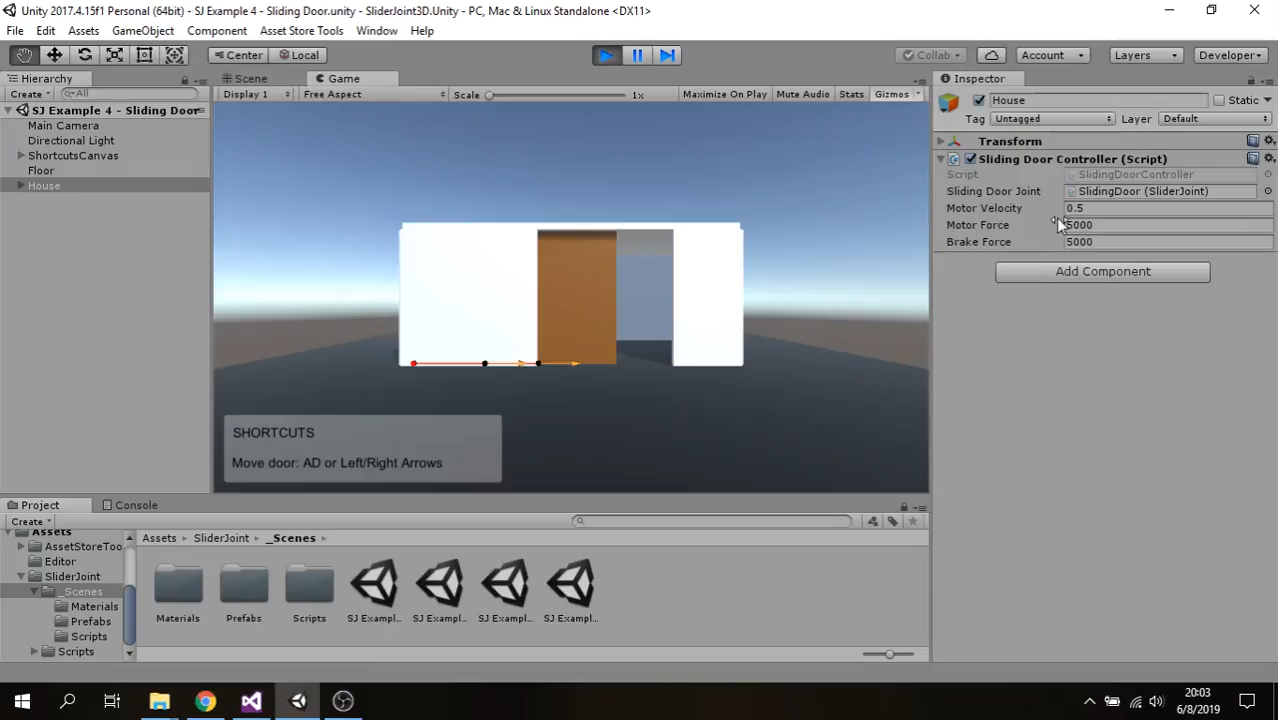 Unity 2017.4.15f1 Personal (64bit) - SJ Example 4 - Sliding Door.unity - SliderJoint3D.Unity - PC, Mac & Linux Standalone <DX11>
File Edit Assets GameObject Component Asset Store Tools Window Help
Center Local Collab Account Layers Developer
Hierarchy Scene Game Inspector
Create All Display 1 Free Aspect Scale 1x Maximize On Play Mute Audio Stats Gizmos
House Static
SJ Example 4 - Sliding Door
Tag Untagged Layer Default
Main Camera
Directional Light
Transform
ShortcutsCanvas
Sliding Door Controller (Script)
Floor
Script SlidingDoorController
House
Sliding Door Joint SlidingDoor (SliderJoint)
Motor Velocity 0.5
Motor Force 5000
Brake Force 5000
Add Component
SHORTCUTS
Move door: AD or Left/Right Arrows
Project Console
Create
Assets
Assets SliderJoint _Scenes
AssetStoreToo
Editor
SliderJoint
_Scenes
Materials
Prefabs
Scripts
Scripts
Materials Prefabs Scripts SJ Exampl... SJ Exampl... SJ Exampl... SJ Exampl...
20:03
6/8/2019